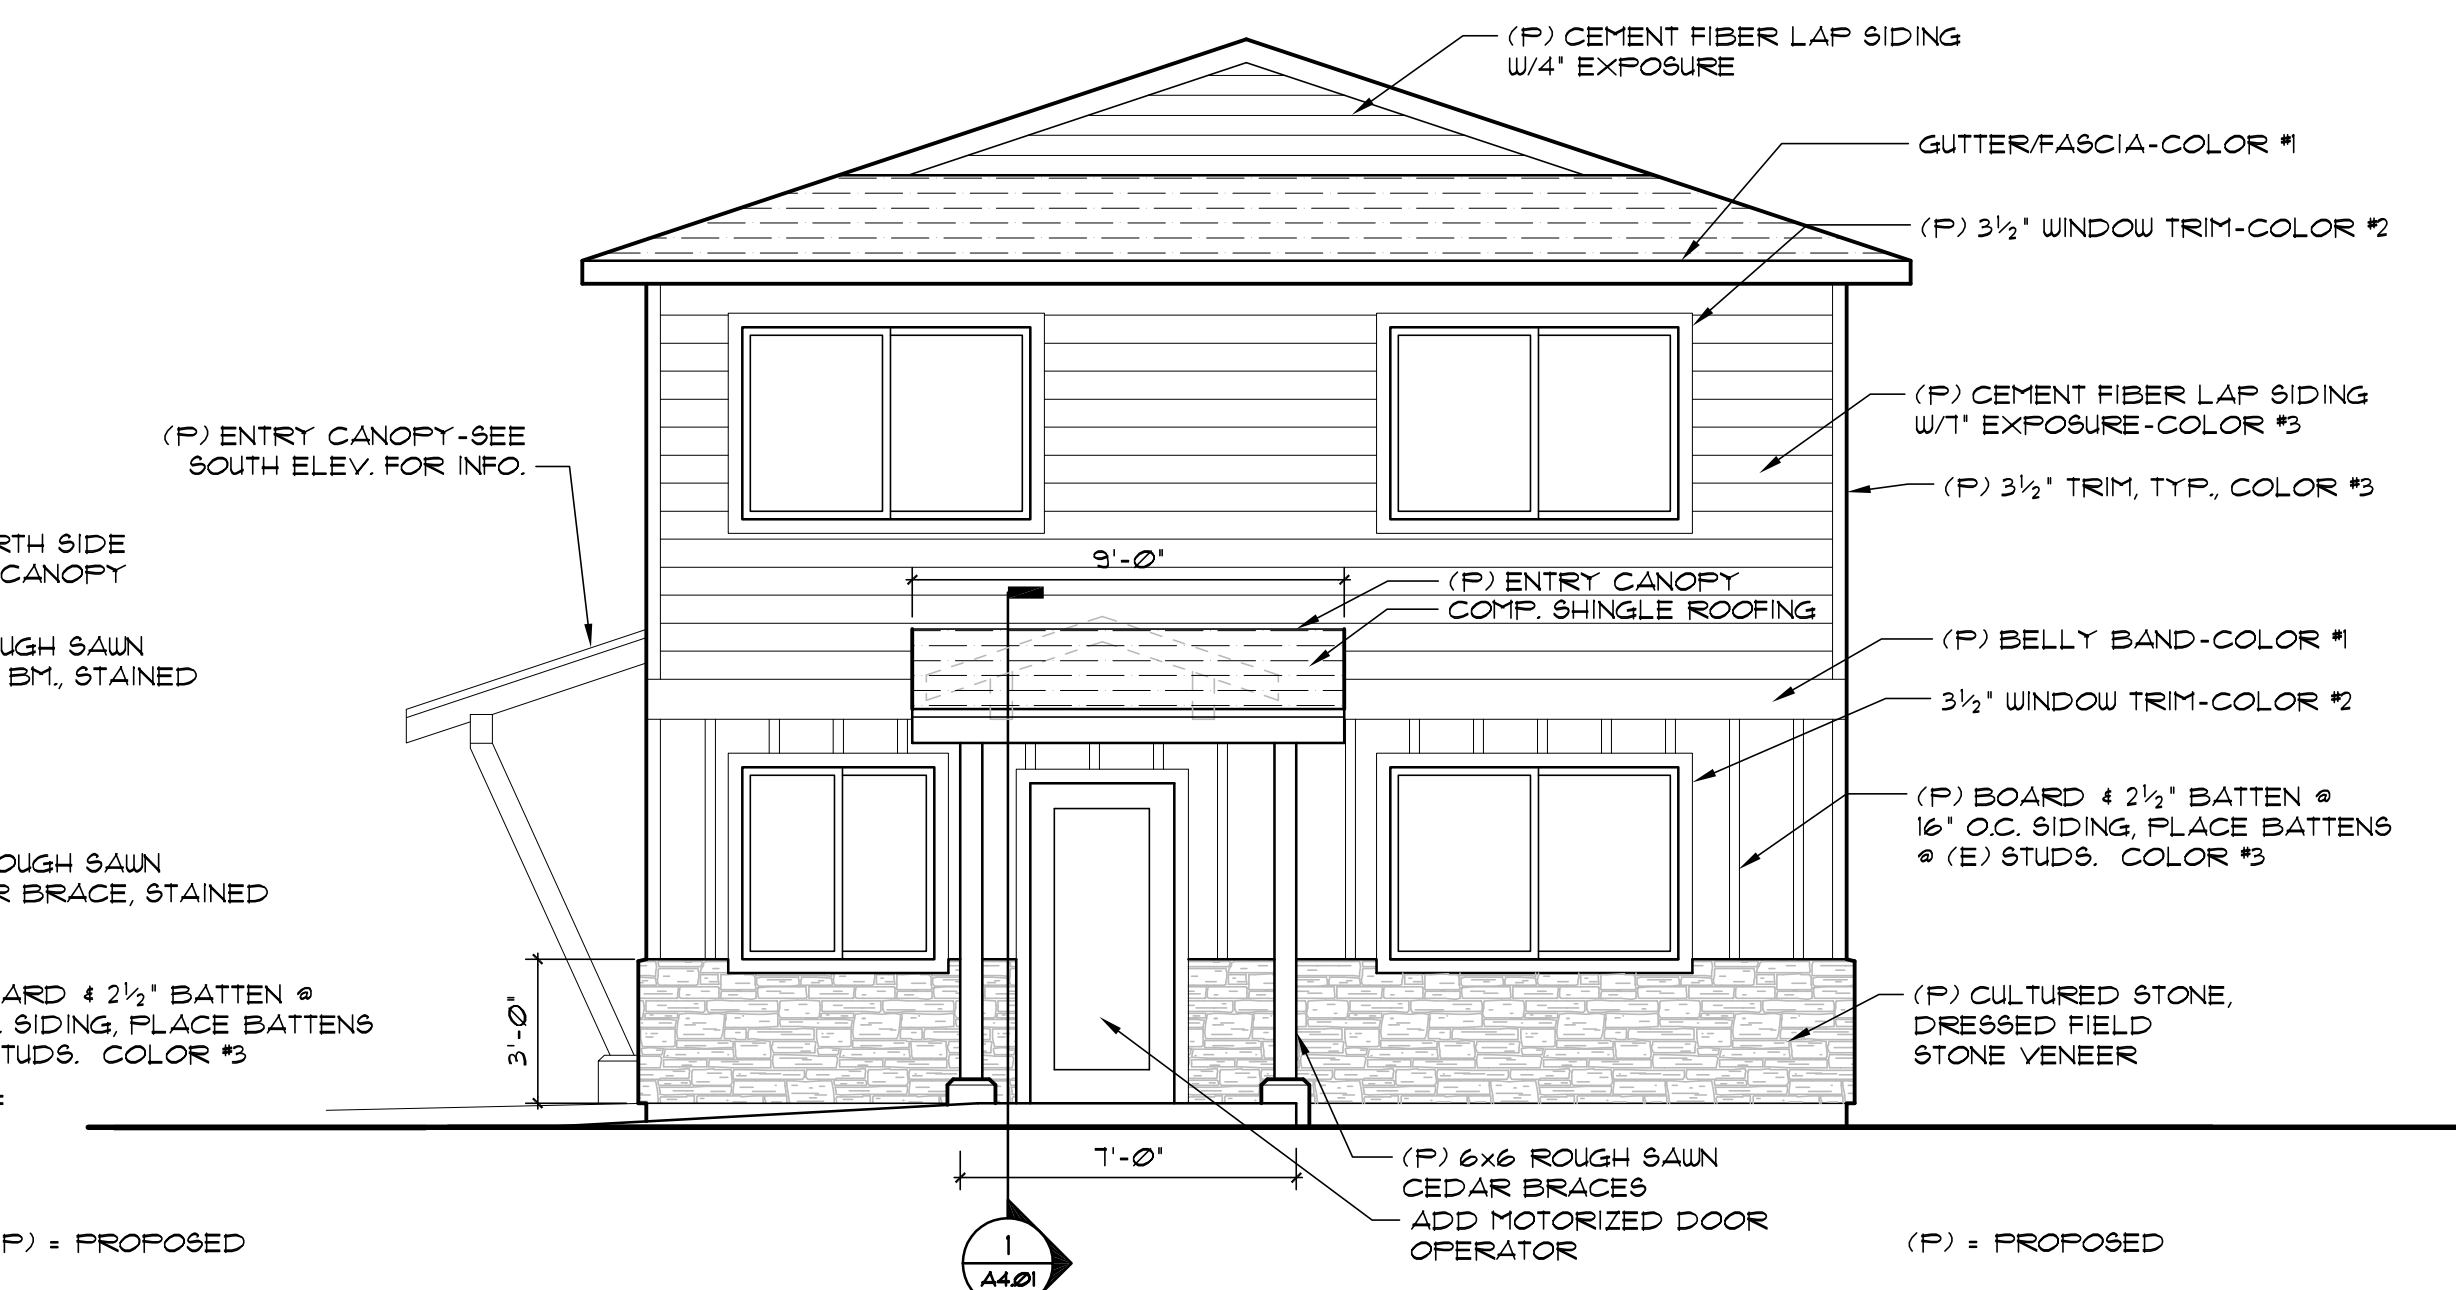 (P) CEMENT FIBER LAP SIDING
W/4" EXPOSURE
GUTTER/FASCIA-COLOR #1
(P) 3½" WINDOW TRIM-COLOR #2
(P) CEMENT FIBER LAP SIDING
W/7" EXPOSURE-COLOR #3
(P) 3½" TRIM, TYP., COLOR #3
(P) ENTRY CANOPY-SEE
SOUTH ELEV. FOR INFO.
RTH SIDE
CANOPY
9'-0"
(P) ENTRY CANOPY
COMP. SHINGLE ROOFING
UGH SAWN
BM., STAINED
(P) BELLY BAND-COLOR #1
3½" WINDOW TRIM-COLOR #2
(P) BOARD & 2½" BATTEN @
16" O.C. SIDING, PLACE BATTENS
@ (E) STUDS. COLOR #3
OUGH SAWN
R BRACE, STAINED
ARD & 2½" BATTEN @
. SIDING, PLACE BATTENS
TUDS. COLOR #3
3'-0"
(P) CULTURED STONE,
DRESSED FIELD
STONE VENEER
7'-0"
(P) 6x6 ROUGH SAWN
CEDAR BRACES
ADD MOTORIZED DOOR
OPERATOR
1
A4.01
P) = PROPOSED
(P) = PROPOSED